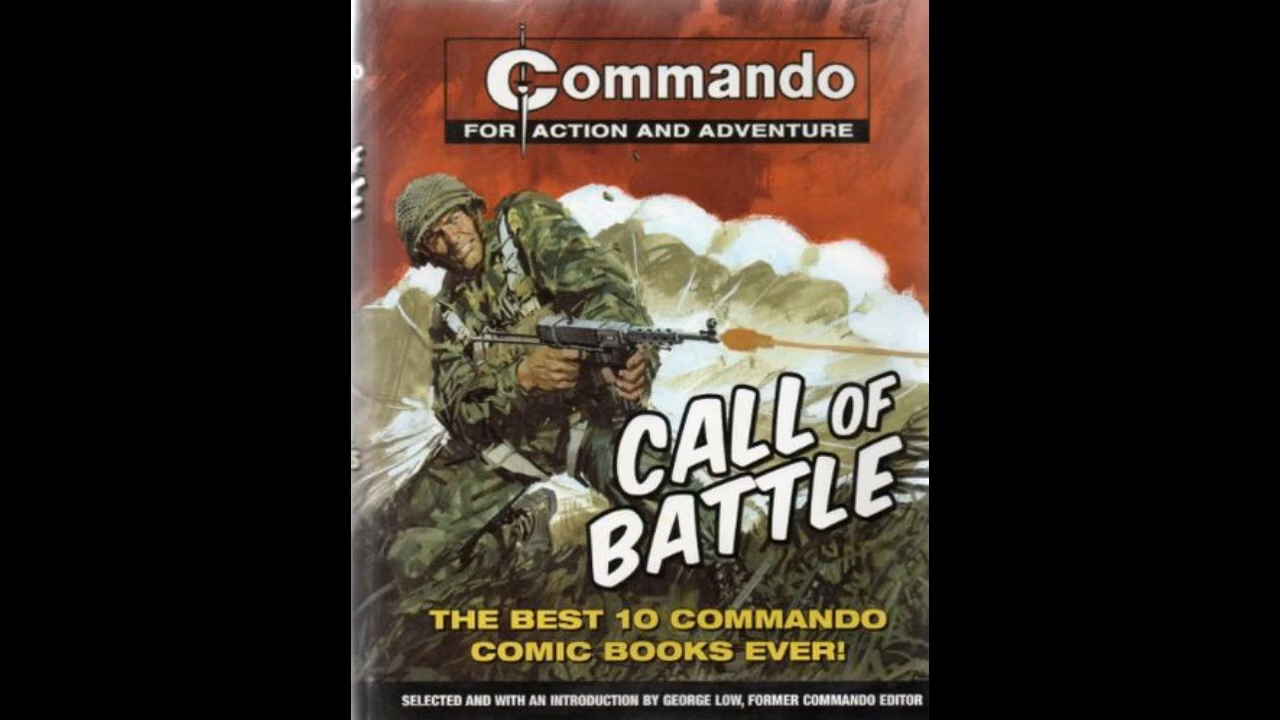 Commando
FOR ACTION AND ADVENTURE
CALL OF
BATTLE
THE BEST 10 COMMANDO
COMIC BOOKS EVER!
SELECTED AND WITH AN INTRODUCTION BY GEORGE LOW, FORMER COMMANDO EDITOR